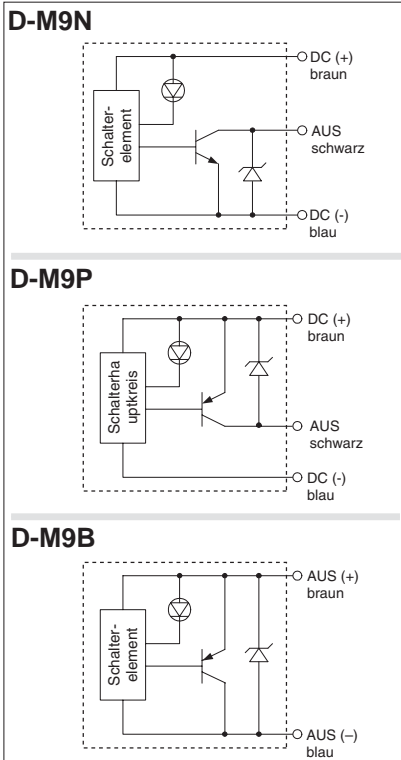 D-M9N
DC (+)
braun
Schalter-
element
AUS
schwarz
DC (-)
blau
D-M9P
DC (+)
braun
Schalterha
uptkreis
AUS
schwarz
DC (-)
blau
D-M9B
AUS (+)
braun
Schalter-
element
AUS (–)
blau